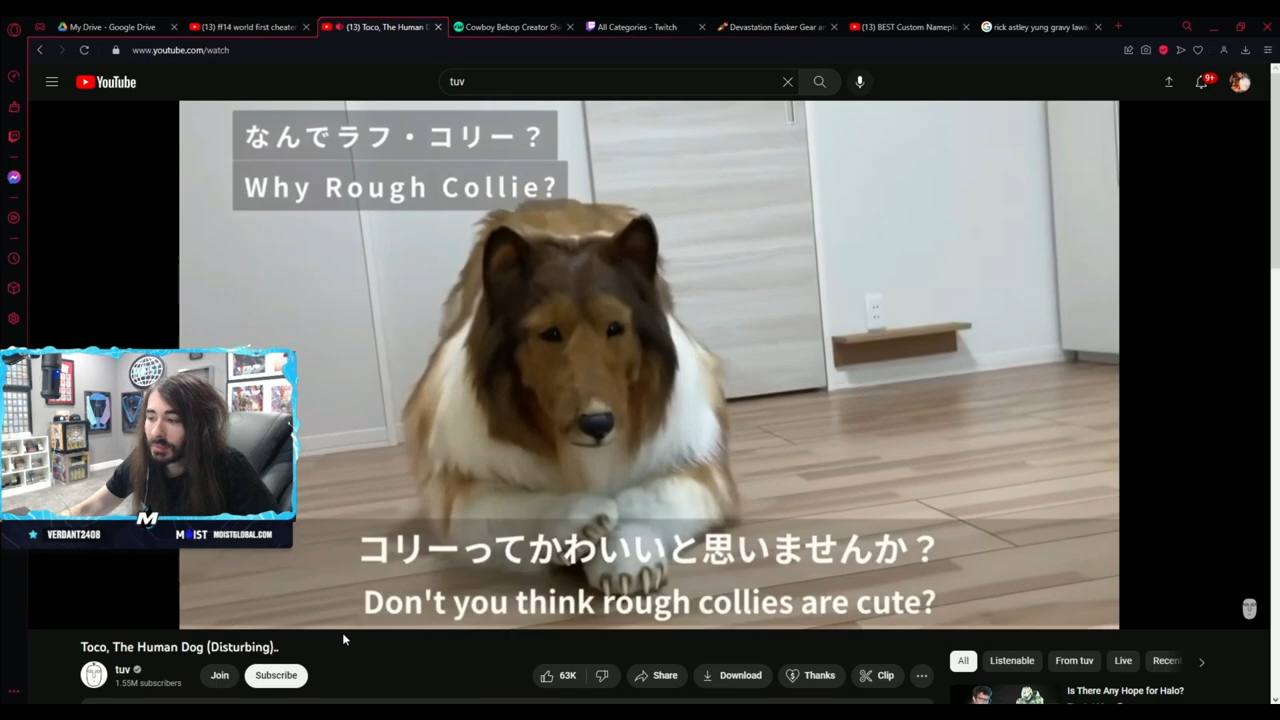 My Drive - Google Drive
(13) ff14 world first cheater
(13) Toco, The Human D
Cowboy Bebop Creator Sh
All Categories - Twitch
Devastation Evoker Gear a
(13) BEST Custom Namepl
rick astley yung gravy laws
www.youtube.com/watch
YouTube
tuv
9+
なんでラフ・コリー？
Why Rough Collie?
コリーってかわいいと思いませんか？
Don't you think rough collies are cute?
VERDANT2408
MOIST
MOISTGLOBAL.COM
Toco, The Human Dog (Disturbing)..
tuv
1.55M subscribers
Join
Subscribe
63K
Share
Download
Thanks
Clip
All
Listenable
From tuv
Live
Recent
Is There Any Hope for Halo?